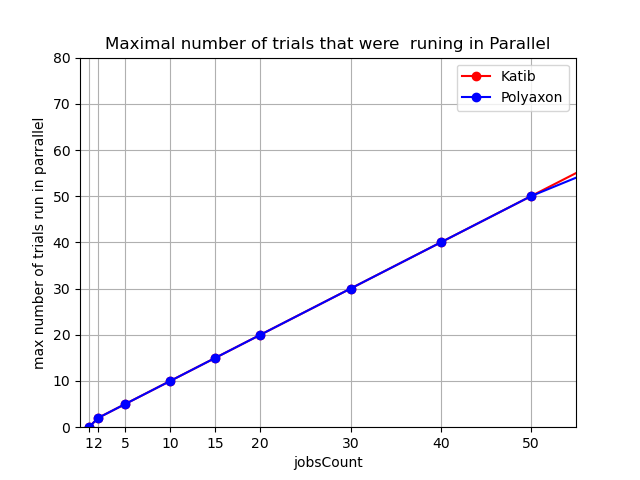 Maximal number of trials that were  runing in Parallel
Katib
Polyaxon
max number of trials run in parrallel
80
70
60
50
40
30
20
10
0
1 2 5 10 15 20 30 40 50
jobsCount